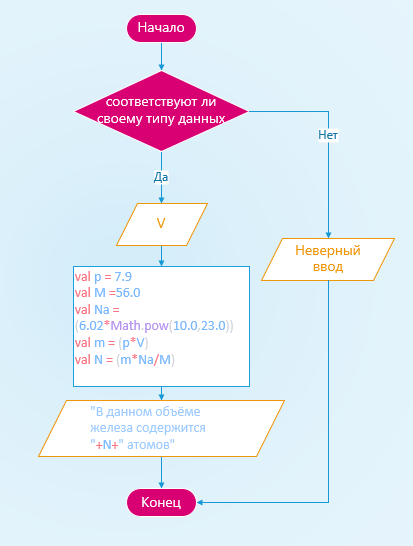 Начало
соответствуют ли
своему типу данных
Нет
Да
V
Неверный
ввод
val p = 7.9
val M =56.0
val Na =
(6.02*Math.pow(10.0,23.0))
val m = (p*V)
val N = (m*Na/M)
"В данном объёме
железа содержится
"+N+" атомов"
Конец